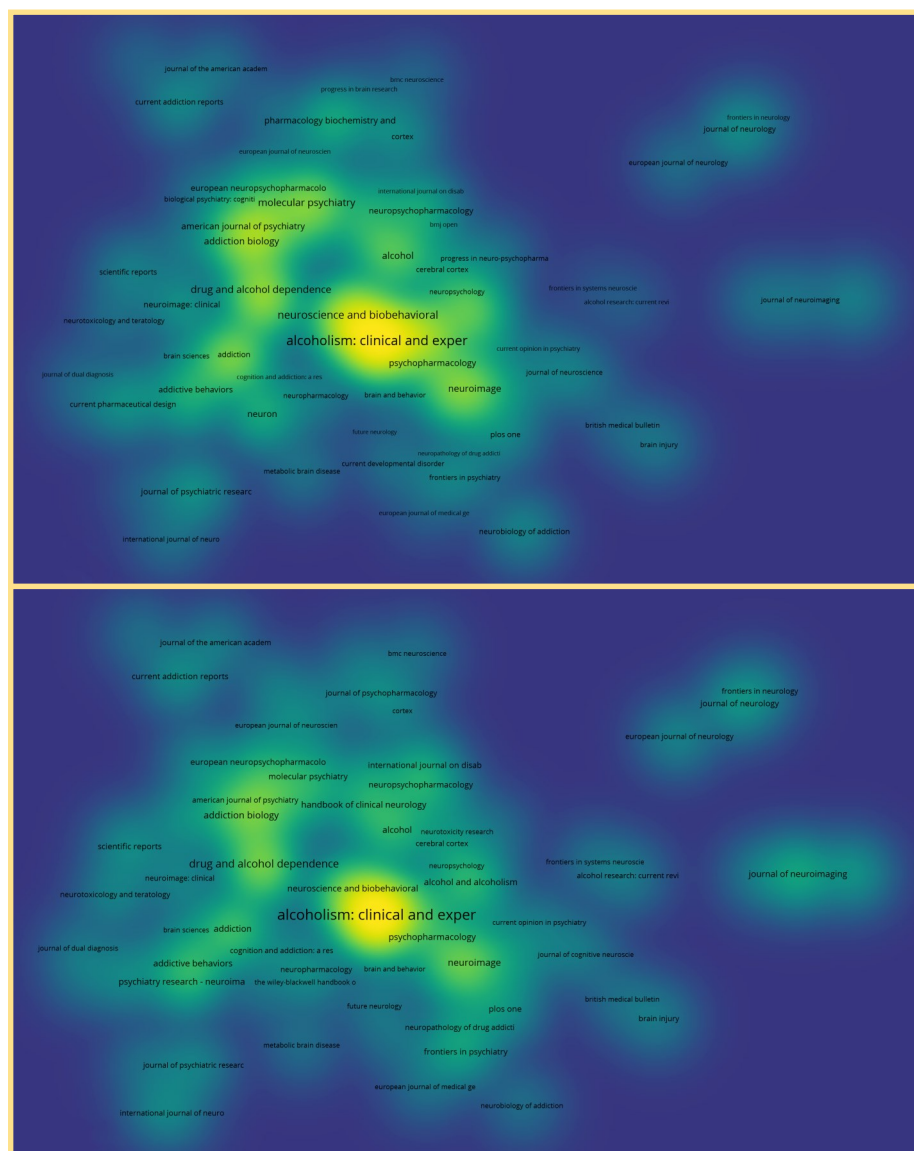 journal of the american academ
bmc neuroscience
progress in brain research
current addiction reports
pharmacology biochemistry and
cortex
european journal of neuroscien
european neuropsychopharmacolo
international journal on disab
biological psychiatry: cogniti
molecular psychiatry
neuropsychopharmacology
american journal of psychiatry
bmj open
addiction biology
alcohol
progress in neuro-psychopharma
cerebral cortex
scientific reports
drug and alcohol dependence
neuropsychology
frontiers in systems neuroscie
neuroimage: clinical
alcohol research: current revi
journal of neuroimaging
neurotoxicology and teratology
neuroscience and biobehavioral
alcoholism: clinical and exper
brain sciences
addiction
current opinion in psychiatry
psychopharmacology
journal of dual diagnosis
cognition and addiction: a res
journal of neuroscience
addictive behaviors
neuropharmacology
brain and behavior
neuroimage
current pharmaceutical design
neuron
future neurology
plos one
british medical bulletin
brain injury
neuropathology of drug addicti
metabolic brain disease
current developmental disorder
frontiers in psychiatry
journal of psychiatric researc
european journal of medical ge
neurobiology of addiction
international journal of neuro
frontiers in neurology
journal of neurology
european journal of neurology
journal of the american academ
bmc neuroscience
current addiction reports
journal of psychopharmacology
frontiers in neurology
journal of neurology
cortex
european journal of neuroscien
european journal of neurology
european neuropsychopharmacolo
international journal on disab
molecular psychiatry
neuropsychopharmacology
american journal of psychiatry
handbook of clinical neurology
addiction biology
alcohol
neurotoxicity research
cerebral cortex
scientific reports
drug and alcohol dependence
neuropsychology
frontiers in systems neuroscie
neuroimage: clinical
alcohol research: current revi
journal of neuroimaging
neurotoxicology and teratology
neuroscience and biobehavioral
alcohol and alcoholism
alcoholism: clinical and exper
brain sciences
addiction
current opinion in psychiatry
psychopharmacology
journal of dual diagnosis
cognition and addiction: a res
journal of cognitive neuroscie
addictive behaviors
neuropharmacology
brain and behavior
neuroimage
psychiatry research - neuroima
the wiley-blackwell handbook o
future neurology
plos one
british medical bulletin
brain injury
neuropathology of drug addicti
metabolic brain disease
frontiers in psychiatry
journal of psychiatric researc
european journal of medical ge
neurobiology of addiction
international journal of neuro